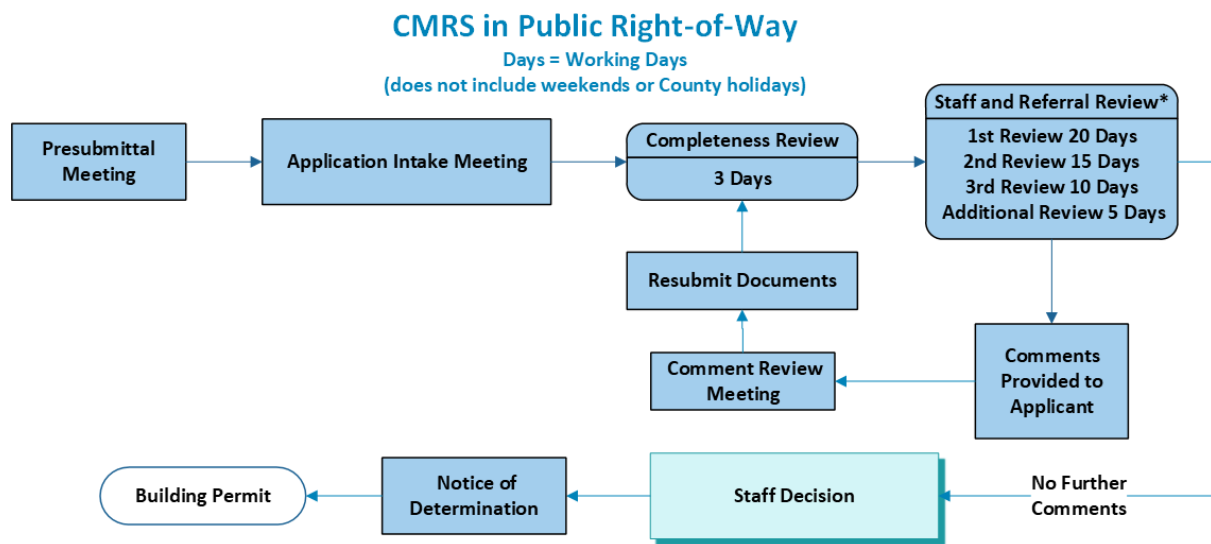 CMRS in Public Right-of-Way
Days = Working Days
(does not include weekends or County holidays)
Presubmittal
Meeting
Application Intake Meeting
Completeness Review
3 Days
Staff and Referral Review*
1st Review 20 Days
2nd Review 15 Days
3rd Review 10 Days
Additional Review 5 Days
Resubmit Documents
Comment Review
Meeting
Comments
Provided to
Applicant
Building Permit
Notice of
Determination
Staff Decision
No Further
Comments